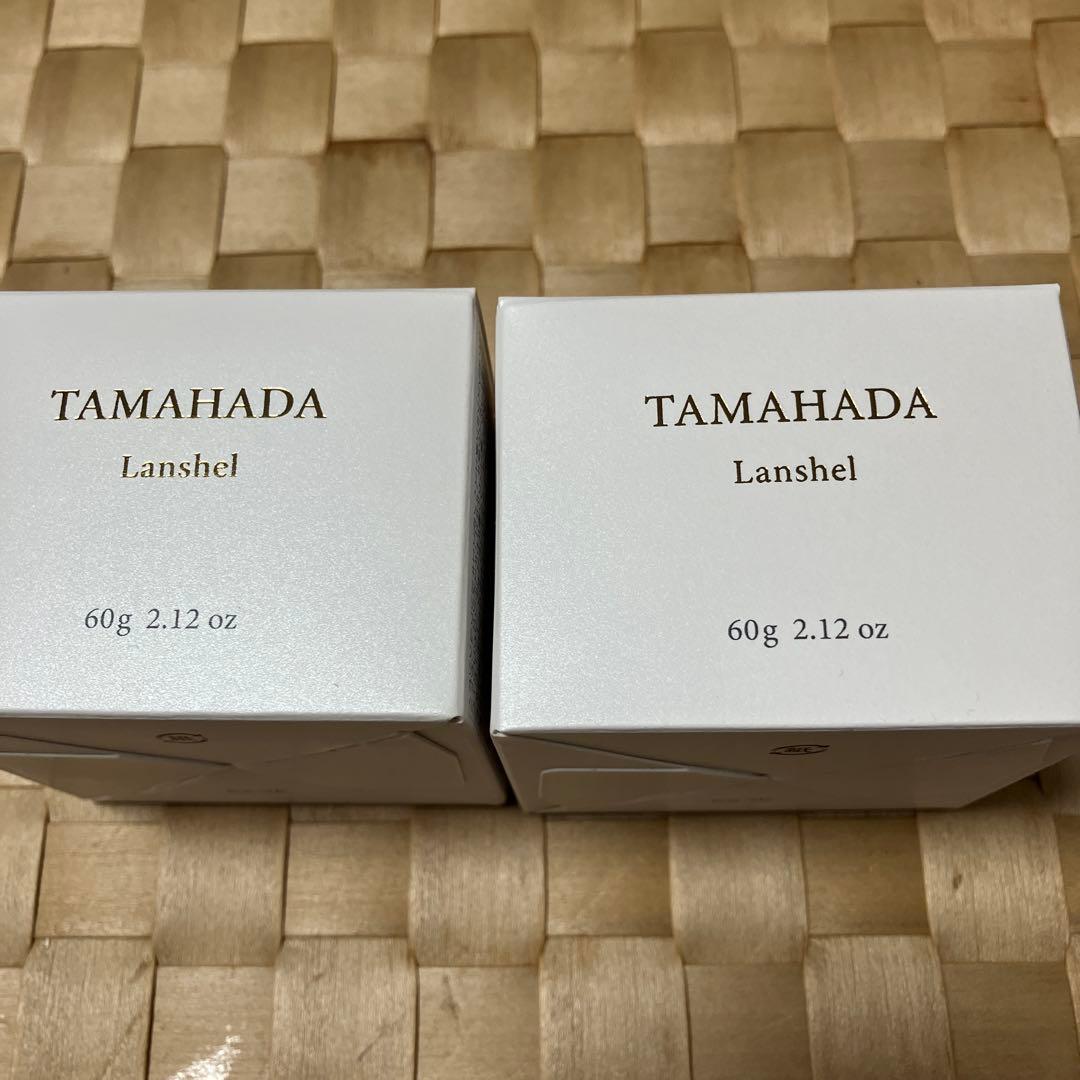 TAMAHADA
Lanshel
60g 2.12 oz
TAMAHADA
Lanshel
60g 2.12 oz